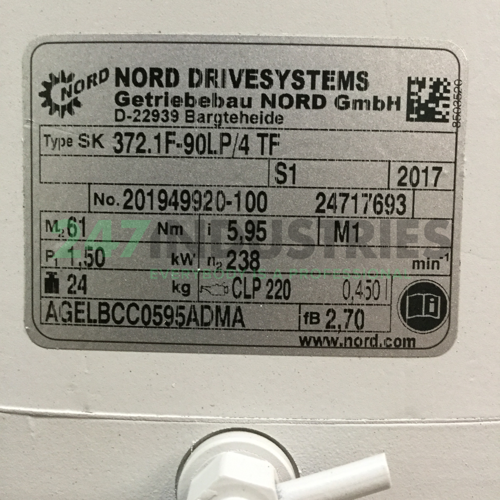 NORD NORD DRIVESYSTEMS
Getriebebau NORD GmbH
D-22939 Bargteheide
8503520
Type SK 372.1F-90LP/4 TF
S1 2017
No. 201949920-100 24717693
M2 61 Nm i 5,95 M1
P1 1.50 kW n2 238 min-1
24 kg CLP 220 0,450 l
AGELBCC0595ADMA fB 2,70
www.nord.com
247 INDUSTRIES